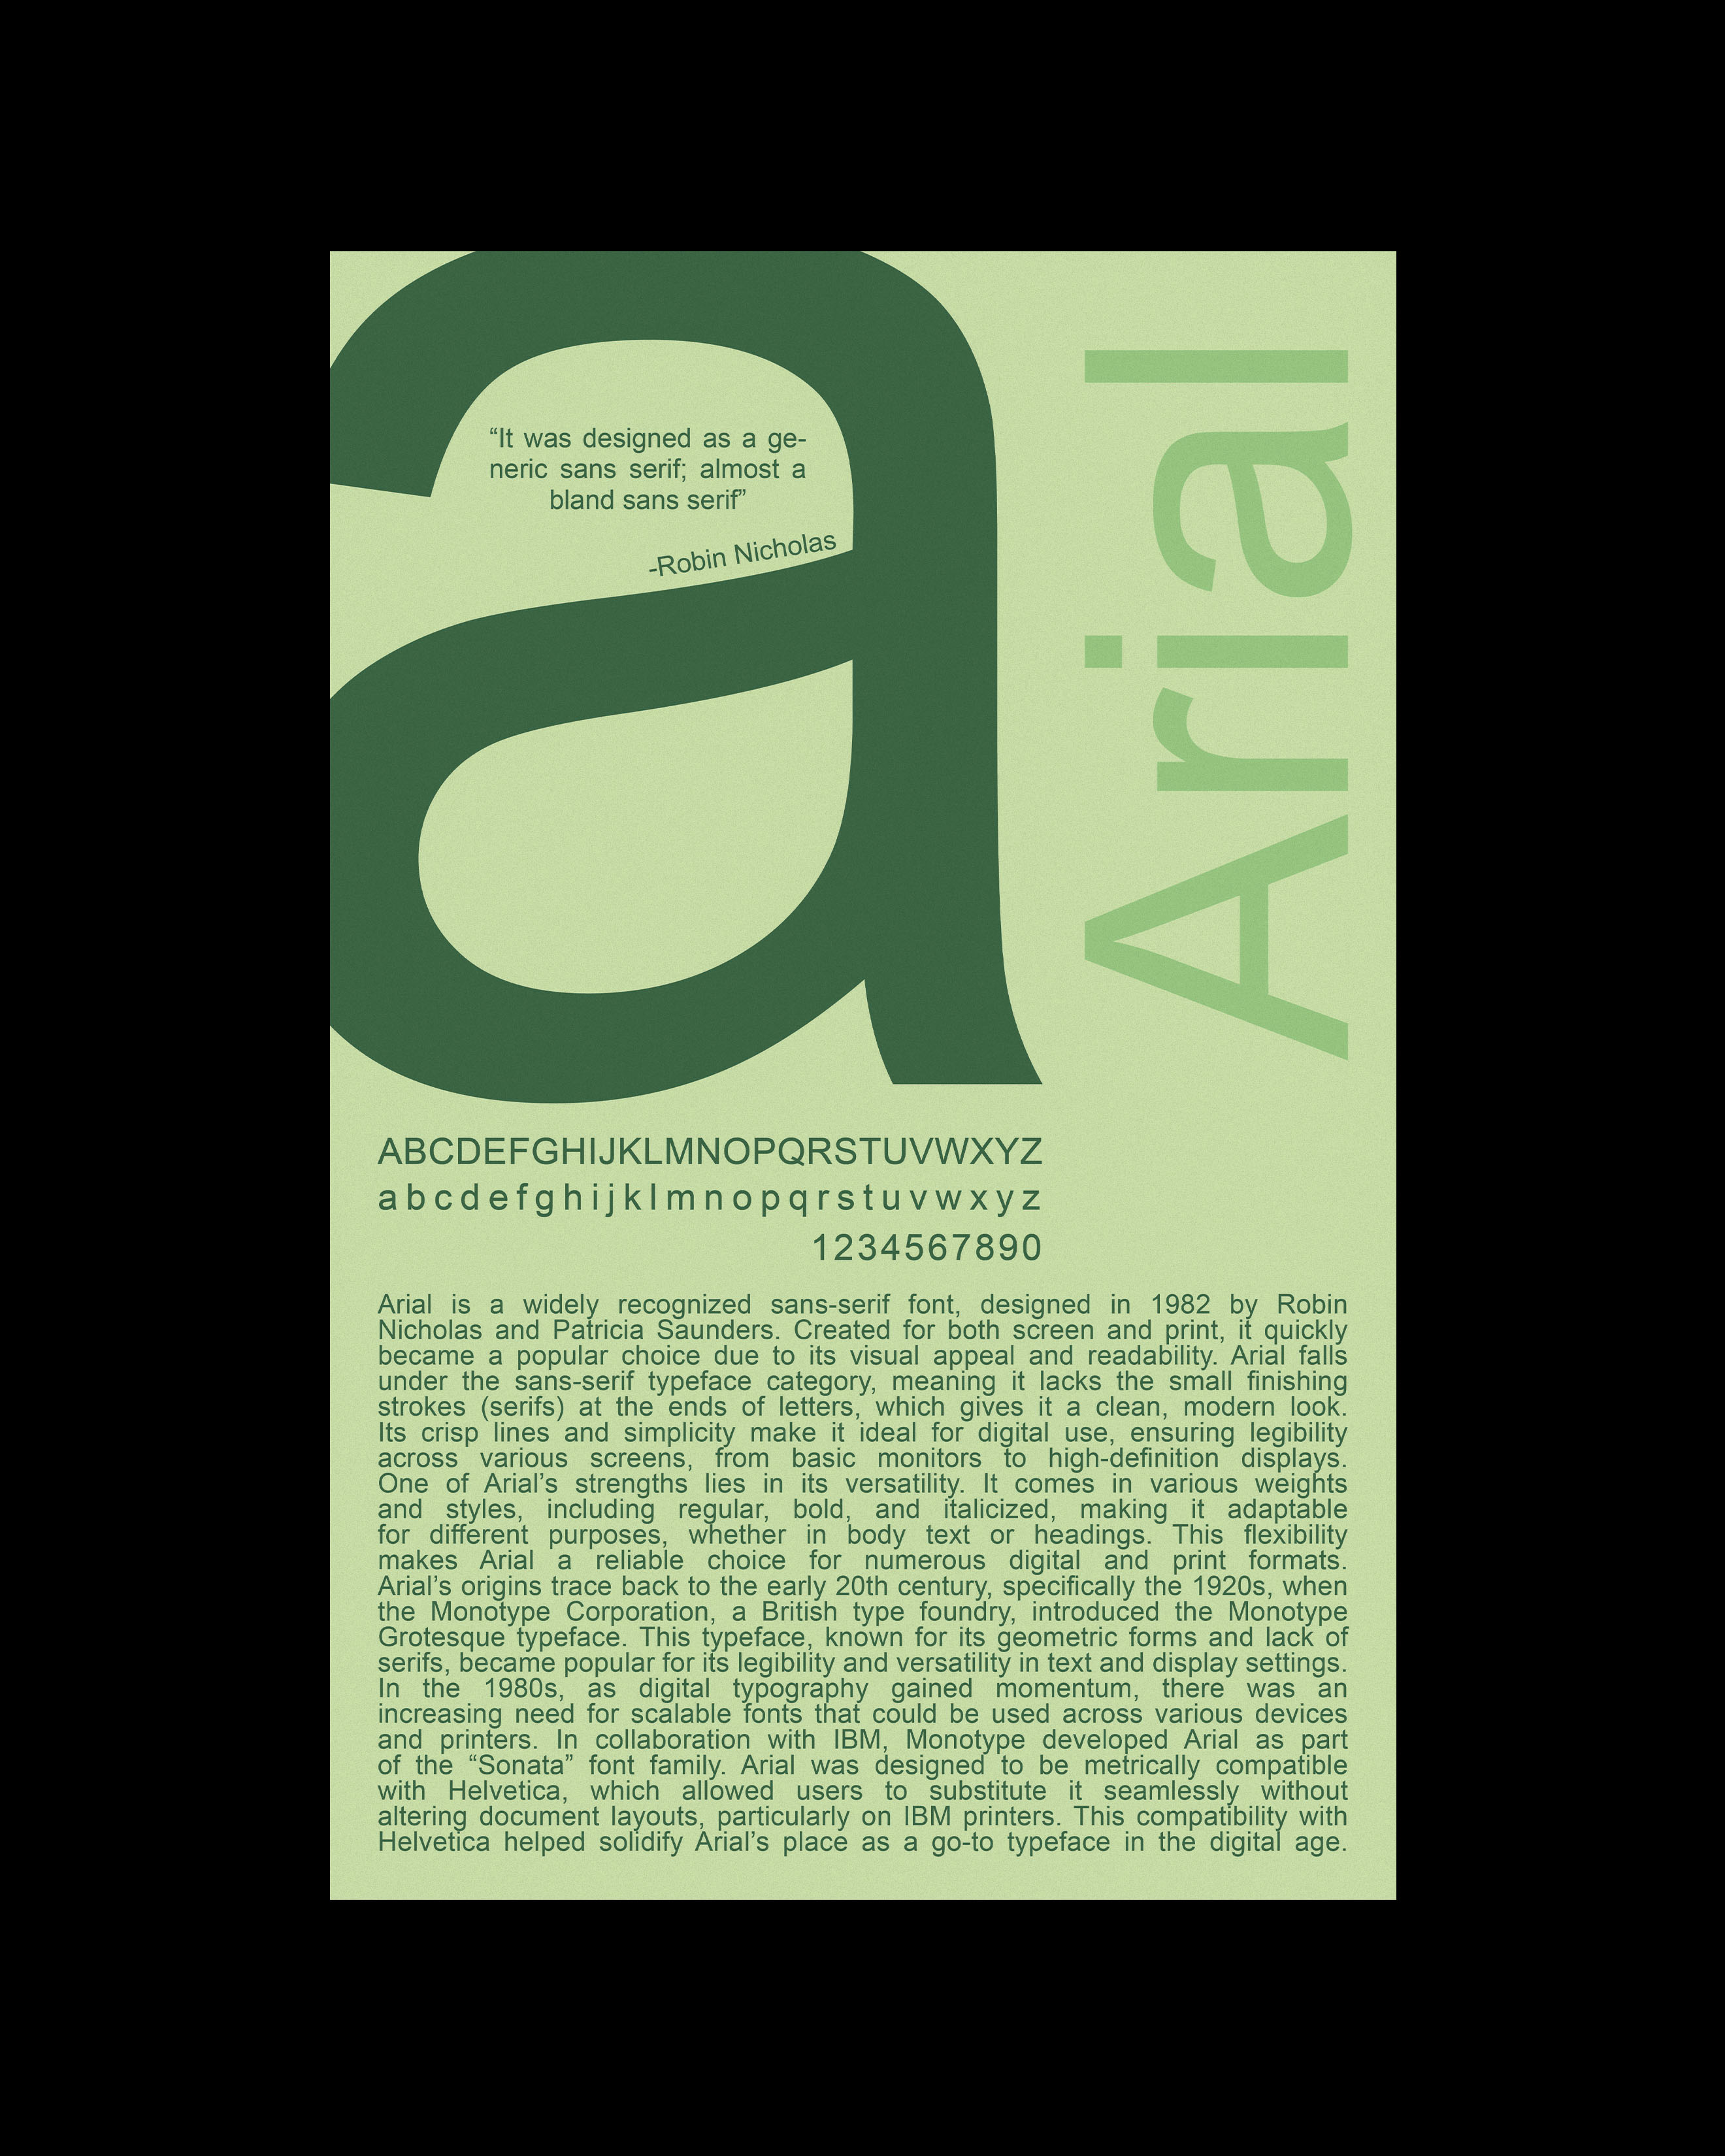 a
“It was designed as a ge-
neric sans serif; almost a
bland sans serif”
-Robin Nicholas
Arial
ABCDEFGHIJKLMNOPQRSTUVWXYZ
abcdefghijklmnopqrstuvwxyz
1234567890
Arial is a widely recognized sans-serif font, designed in 1982 by Robin
Nicholas and Patricia Saunders. Created for both screen and print, it quickly
became a popular choice due to its visual appeal and readability. Arial falls
under the sans-serif typeface category, meaning it lacks the small finishing
strokes (serifs) at the ends of letters, which gives it a clean, modern look.
Its crisp lines and simplicity make it ideal for digital use, ensuring legibility
across various screens, from basic monitors to high-definition displays.
One of Arial’s strengths lies in its versatility. It comes in various weights
and styles, including regular, bold, and italicized, making it adaptable
for different purposes, whether in body text or headings. This flexibility
makes Arial a reliable choice for numerous digital and print formats.
Arial’s origins trace back to the early 20th century, specifically the 1920s, when
the Monotype Corporation, a British type foundry, introduced the Monotype
Grotesque typeface. This typeface, known for its geometric forms and lack of
serifs, became popular for its legibility and versatility in text and display settings.
In the 1980s, as digital typography gained momentum, there was an
increasing need for scalable fonts that could be used across various devices
and printers. In collaboration with IBM, Monotype developed Arial as part
of the “Sonata” font family. Arial was designed to be metrically compatible
with Helvetica, which allowed users to substitute it seamlessly without
altering document layouts, particularly on IBM printers. This compatibility with
Helvetica helped solidify Arial’s place as a go-to typeface in the digital age.